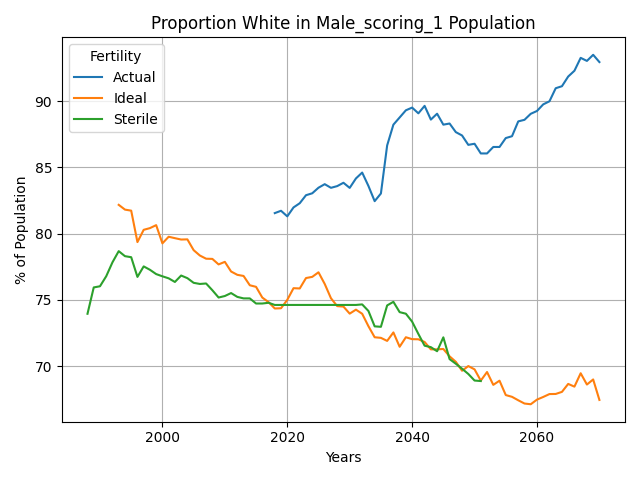 Proportion White in Male_scoring_1 Population
Fertility
Actual
Ideal
Sterile
% of Population
90
85
80
75
70
2000
2020
2040
2060
Years